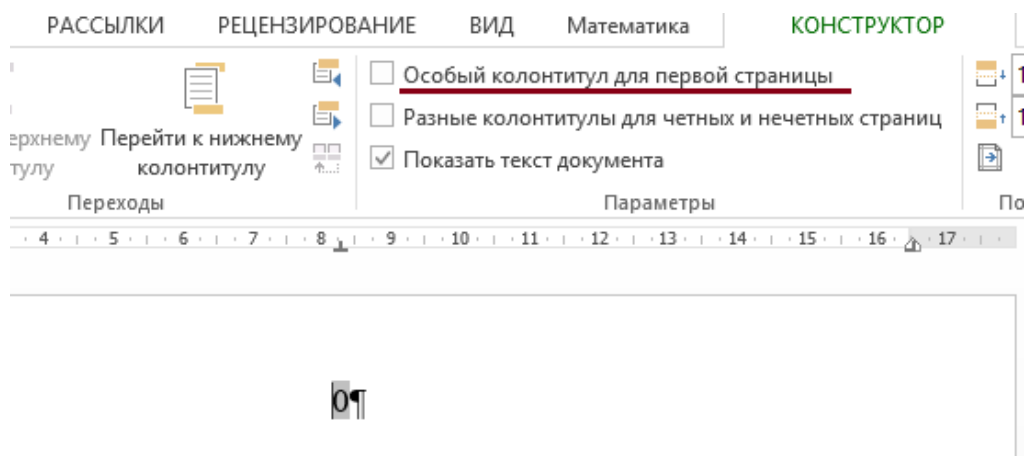 РАССЫЛКИ РЕЦЕНЗИРОВАНИЕ ВИД Математика КОНСТРУКТОР
Особый колонтитул для первой страницы
Разные колонтитулы для четных и нечетных страниц
Перейти к нижнему
колонтитулу
Показать текст документа
Переходы Параметры
4 5 6 7 8 9 10 11 12 13 14 15 16 17
0¶